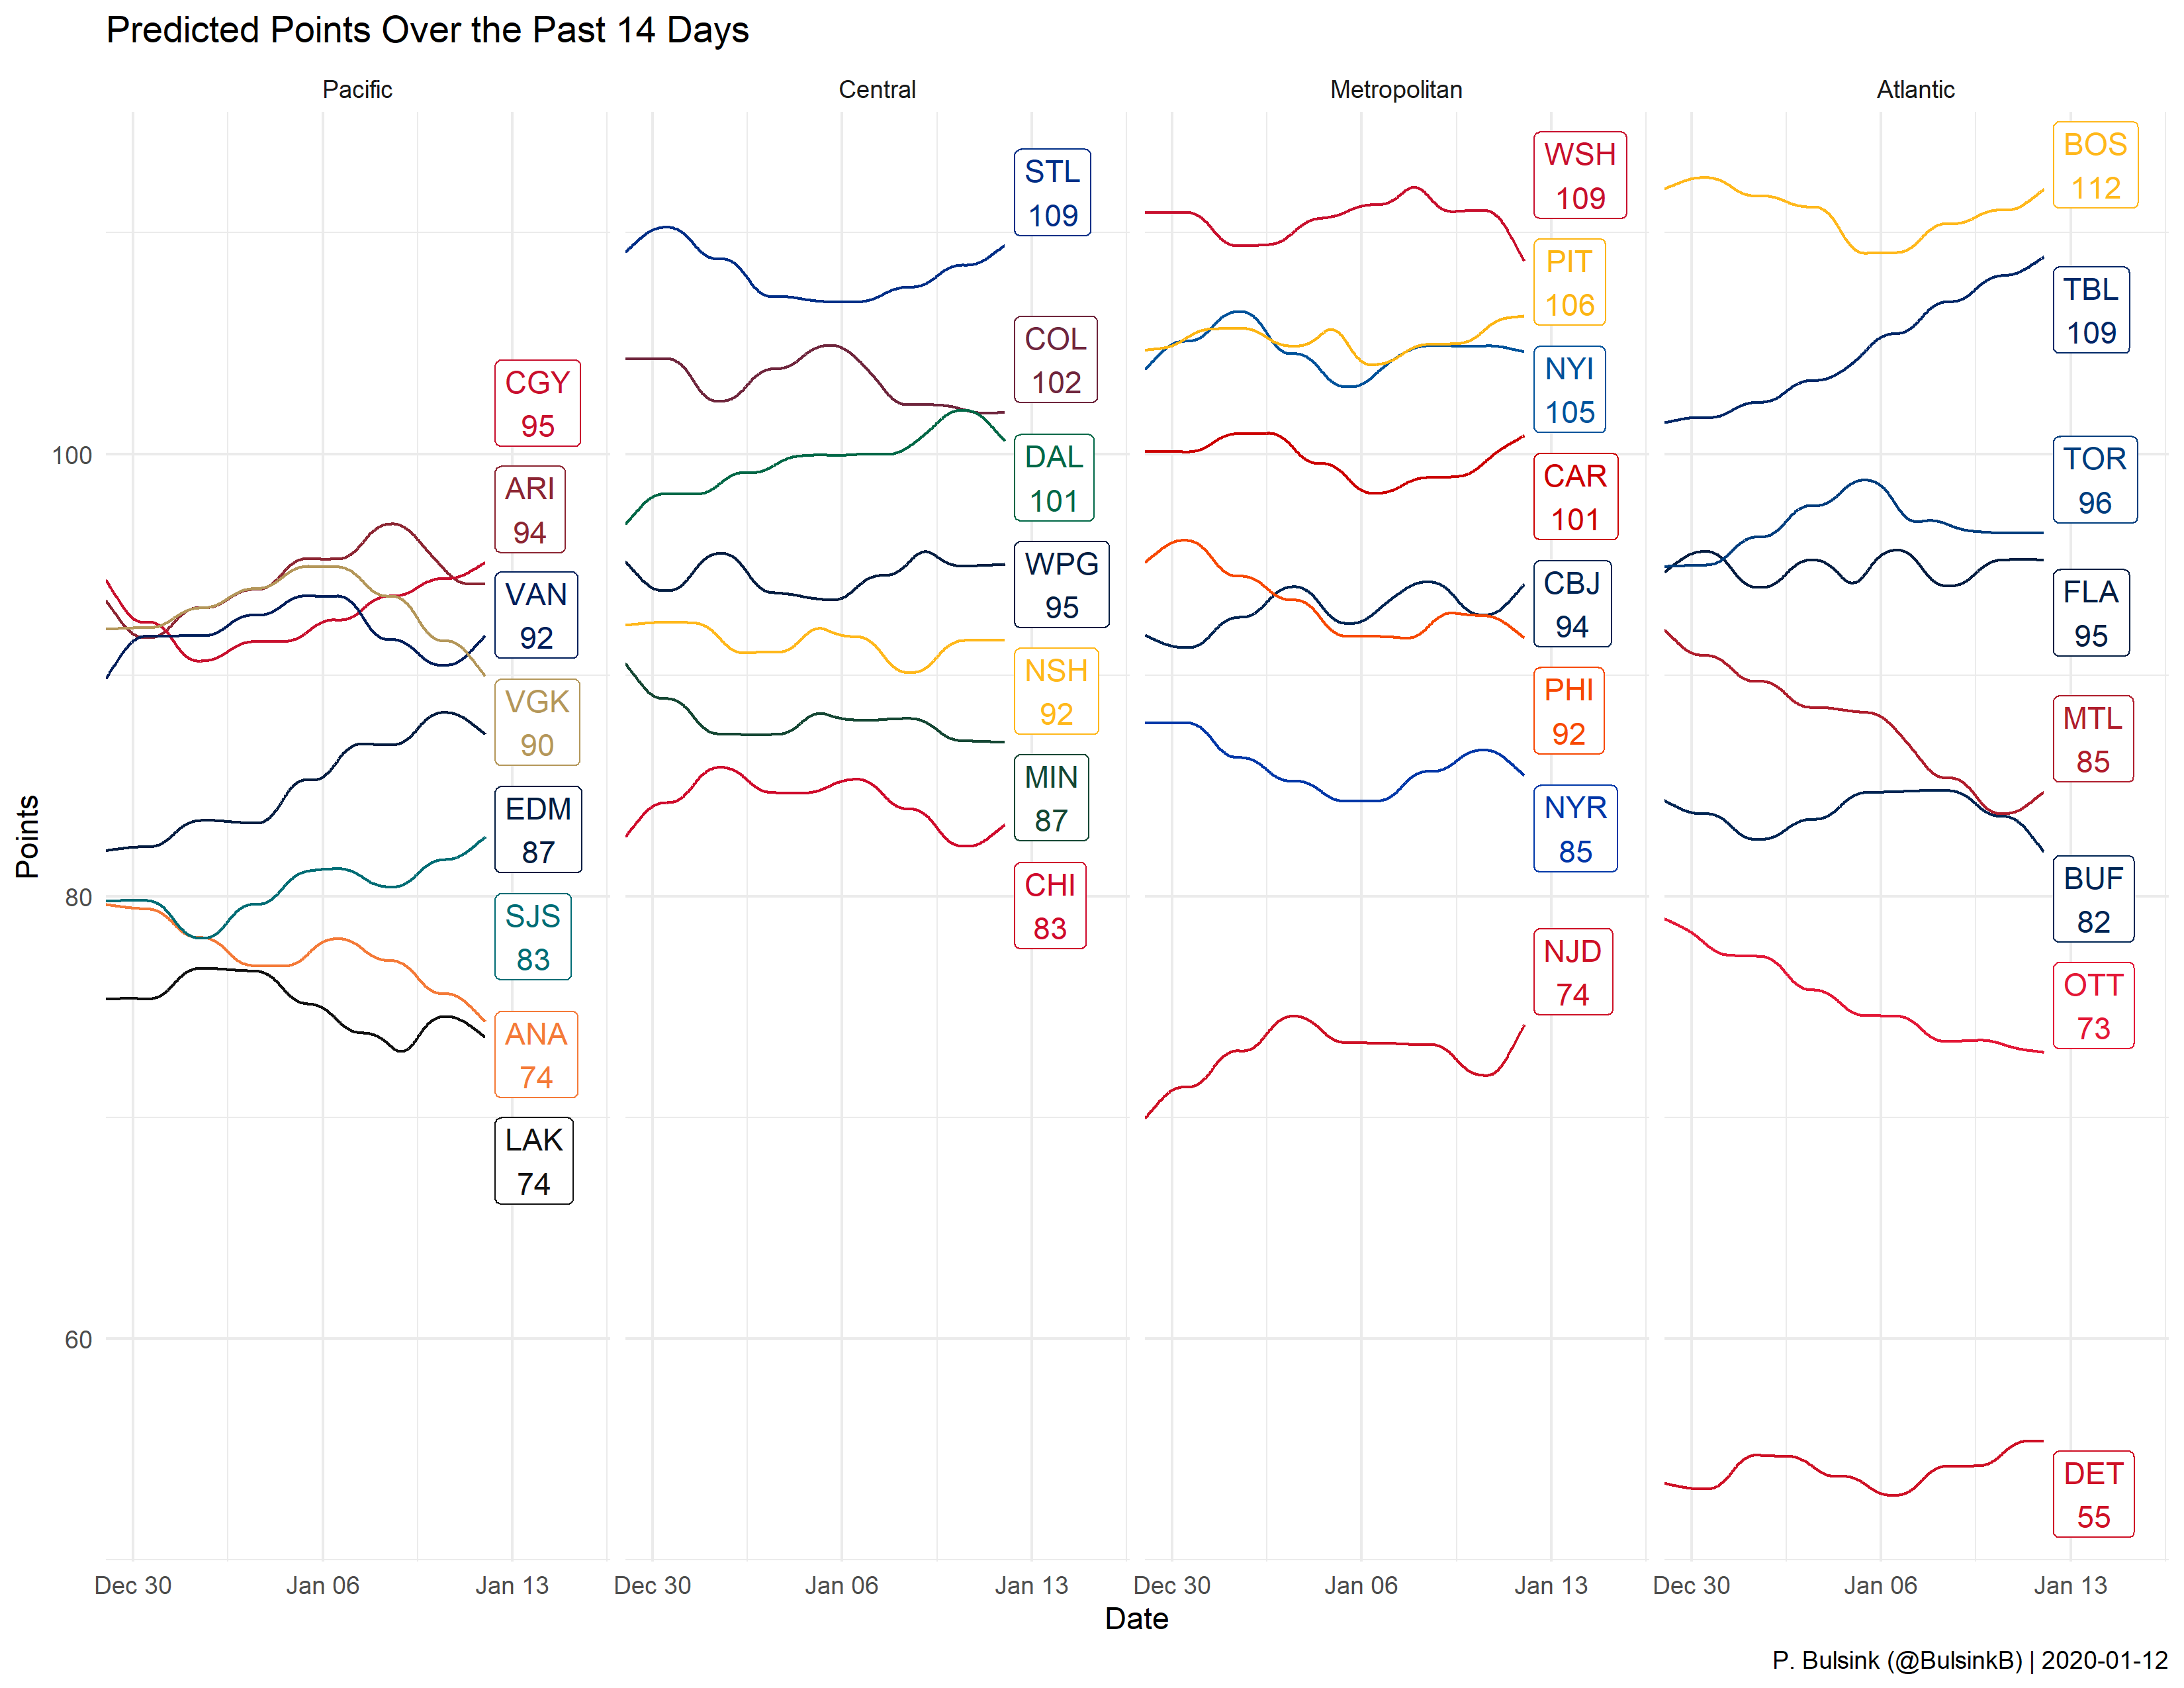 Predicted Points Over the Past 14 Days
Pacific
Central
Metropolitan
Atlantic
Points
100
80
60
CGY
95
ARI
94
VAN
92
VGK
90
EDM
87
SJS
83
ANA
74
LAK
74
STL
109
COL
102
DAL
101
WPG
95
NSH
92
MIN
87
CHI
83
WSH
109
PIT
106
NYI
105
CAR
101
CBJ
94
PHI
92
NYR
85
NJD
74
BOS
112
TBL
109
TOR
96
FLA
95
MTL
85
BUF
82
OTT
73
DET
55
Dec 30
Jan 06
Jan 13
Dec 30
Jan 06
Jan 13
Dec 30
Jan 06
Jan 13
Dec 30
Jan 06
Jan 13
Date
P. Bulsink (@BulsinkB) | 2020-01-12